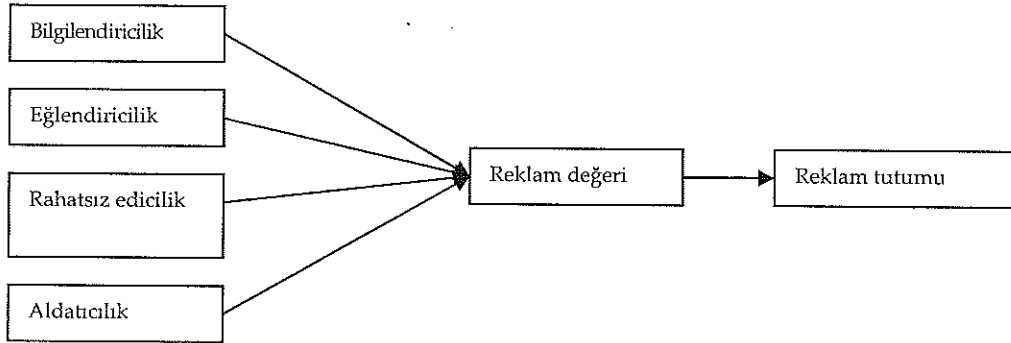 Bilgilendiricilik
Eğlendiricilik
Rahatsız edicilik
Aldatıcılık
Reklam değeri
Reklam tutumu